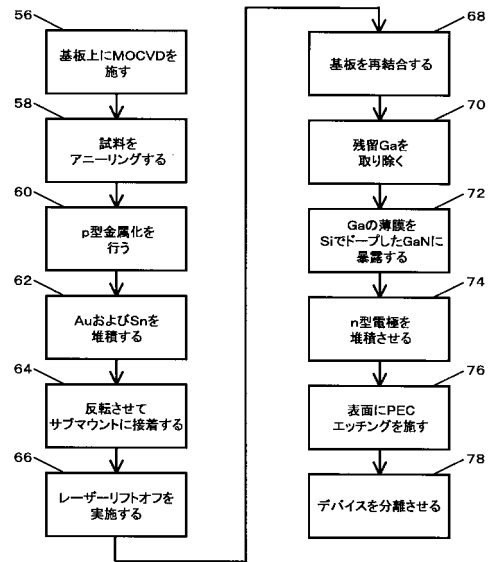 56
基板上にMOCVDを
施す
58
試料を
アニーリングする
60
p型金属化を
行う
62
AuおよびSnを
堆積する
64
反転させて
サブマウントに接着する
66
レーザーリフトオフを
実施する
68
基板を再結合する
70
残留Gaを
取り除く
72
Gaの薄膜を
SiでドープしたGaNに
暴露する
74
n型電極を
堆積させる
76
表面にPEC
エッチングを施す
78
デバイスを分離させる